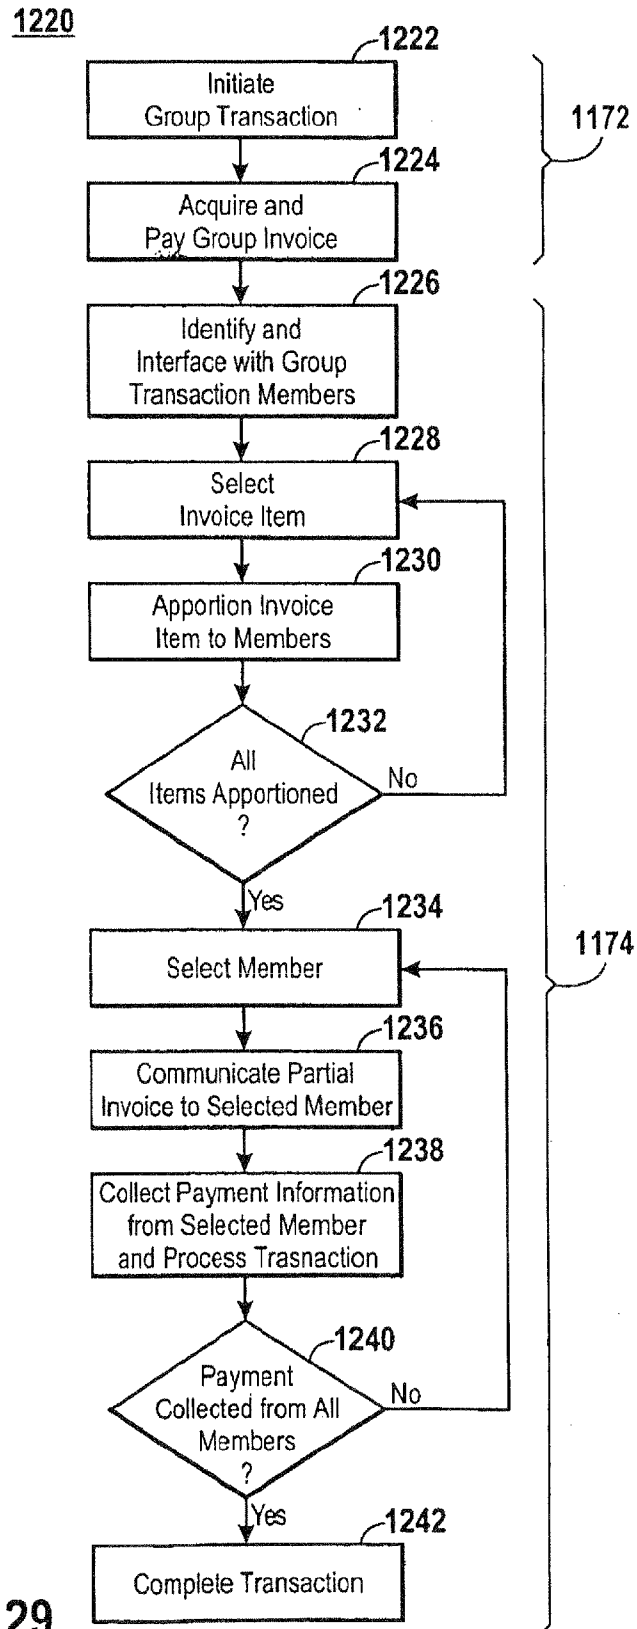 1220
1222
Initiate
Group Transaction
1172
1224
Acquire and
Pay Group Invoice
1226
Identify and
Interface with Group
Transaction Members
1228
Select
Invoice Item
1230
Apportion Invoice
Item to Members
1232
All
Items Apportioned
?
No
Yes
1234
Select Member
1174
1236
Communicate Partial
Invoice to Selected Member
1238
Collect Payment Information
from Selected Member
and Process Trasnaction
1240
Payment
Collected from All
Members
?
No
Yes
1242
Complete Transaction
29